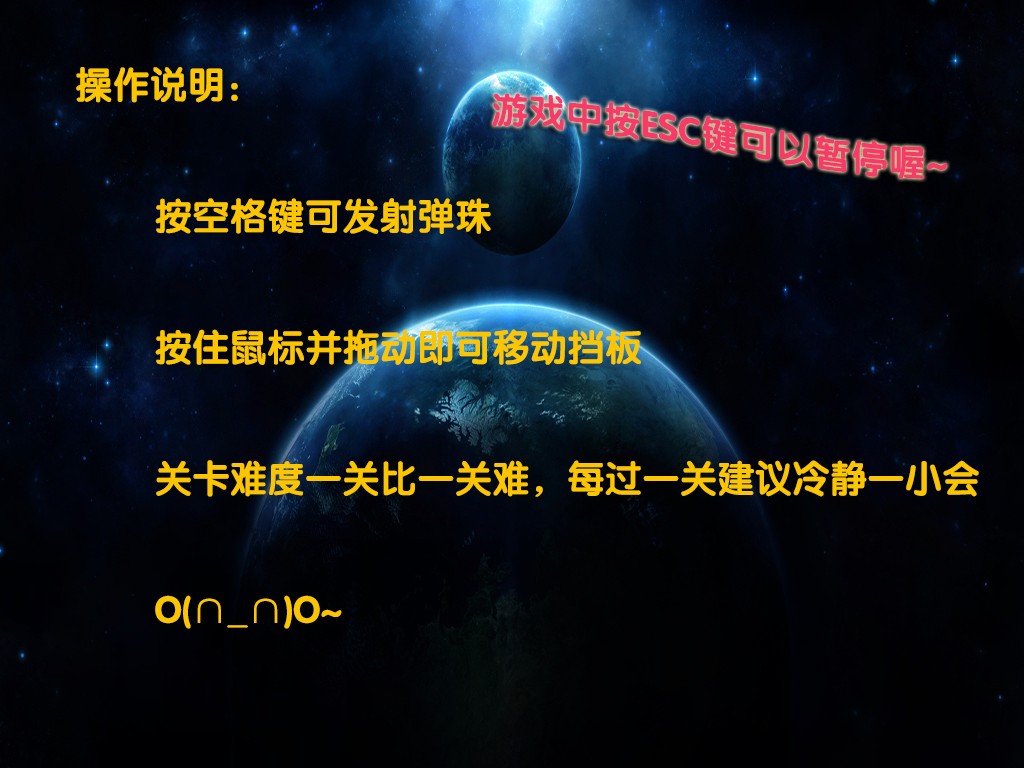 操作说明：
游戏中按ESC键可以暂停喔~
按空格键可发射弹珠
按住鼠标并拖动即可移动挡板
关卡难度一关比一关难，每过一关建议冷静一小会
O(∩_∩)O~